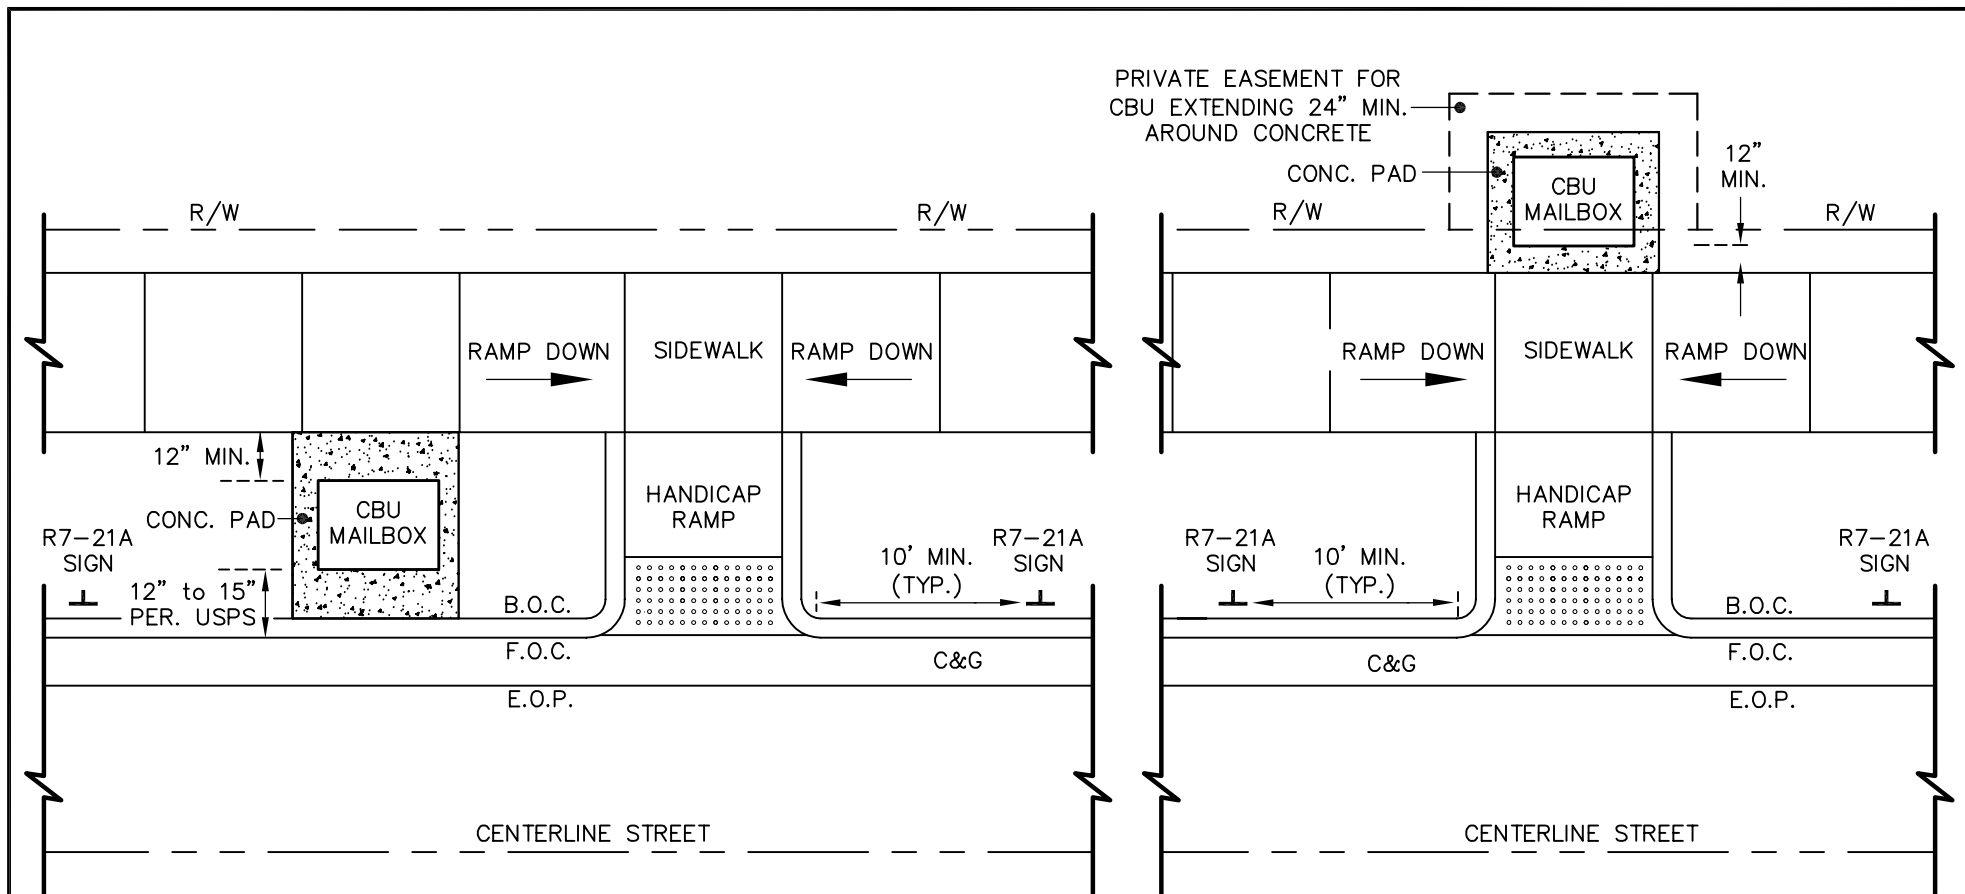 PRIVATE EASEMENT FOR
CBU EXTENDING 24" MIN.
AROUND CONCRETE
CONC. PAD
CBU
MAILBOX
12"
MIN.
R/W
R/W
R/W
R/W
RAMP DOWN
SIDEWALK
RAMP DOWN
RAMP DOWN
SIDEWALK
RAMP DOWN
12" MIN.
CONC. PAD
CBU
MAILBOX
R7-21A
SIGN
12" to 15"
PER. USPS
HANDICAP
RAMP
10' MIN.
(TYP.)
R7-21A
SIGN
R7-21A
SIGN
10' MIN.
(TYP.)
HANDICAP
RAMP
R7-21A
SIGN
B.O.C.
F.O.C.
C&G
E.O.P.
B.O.C.
C&G
F.O.C.
E.O.P.
CENTERLINE STREET
CENTERLINE STREET